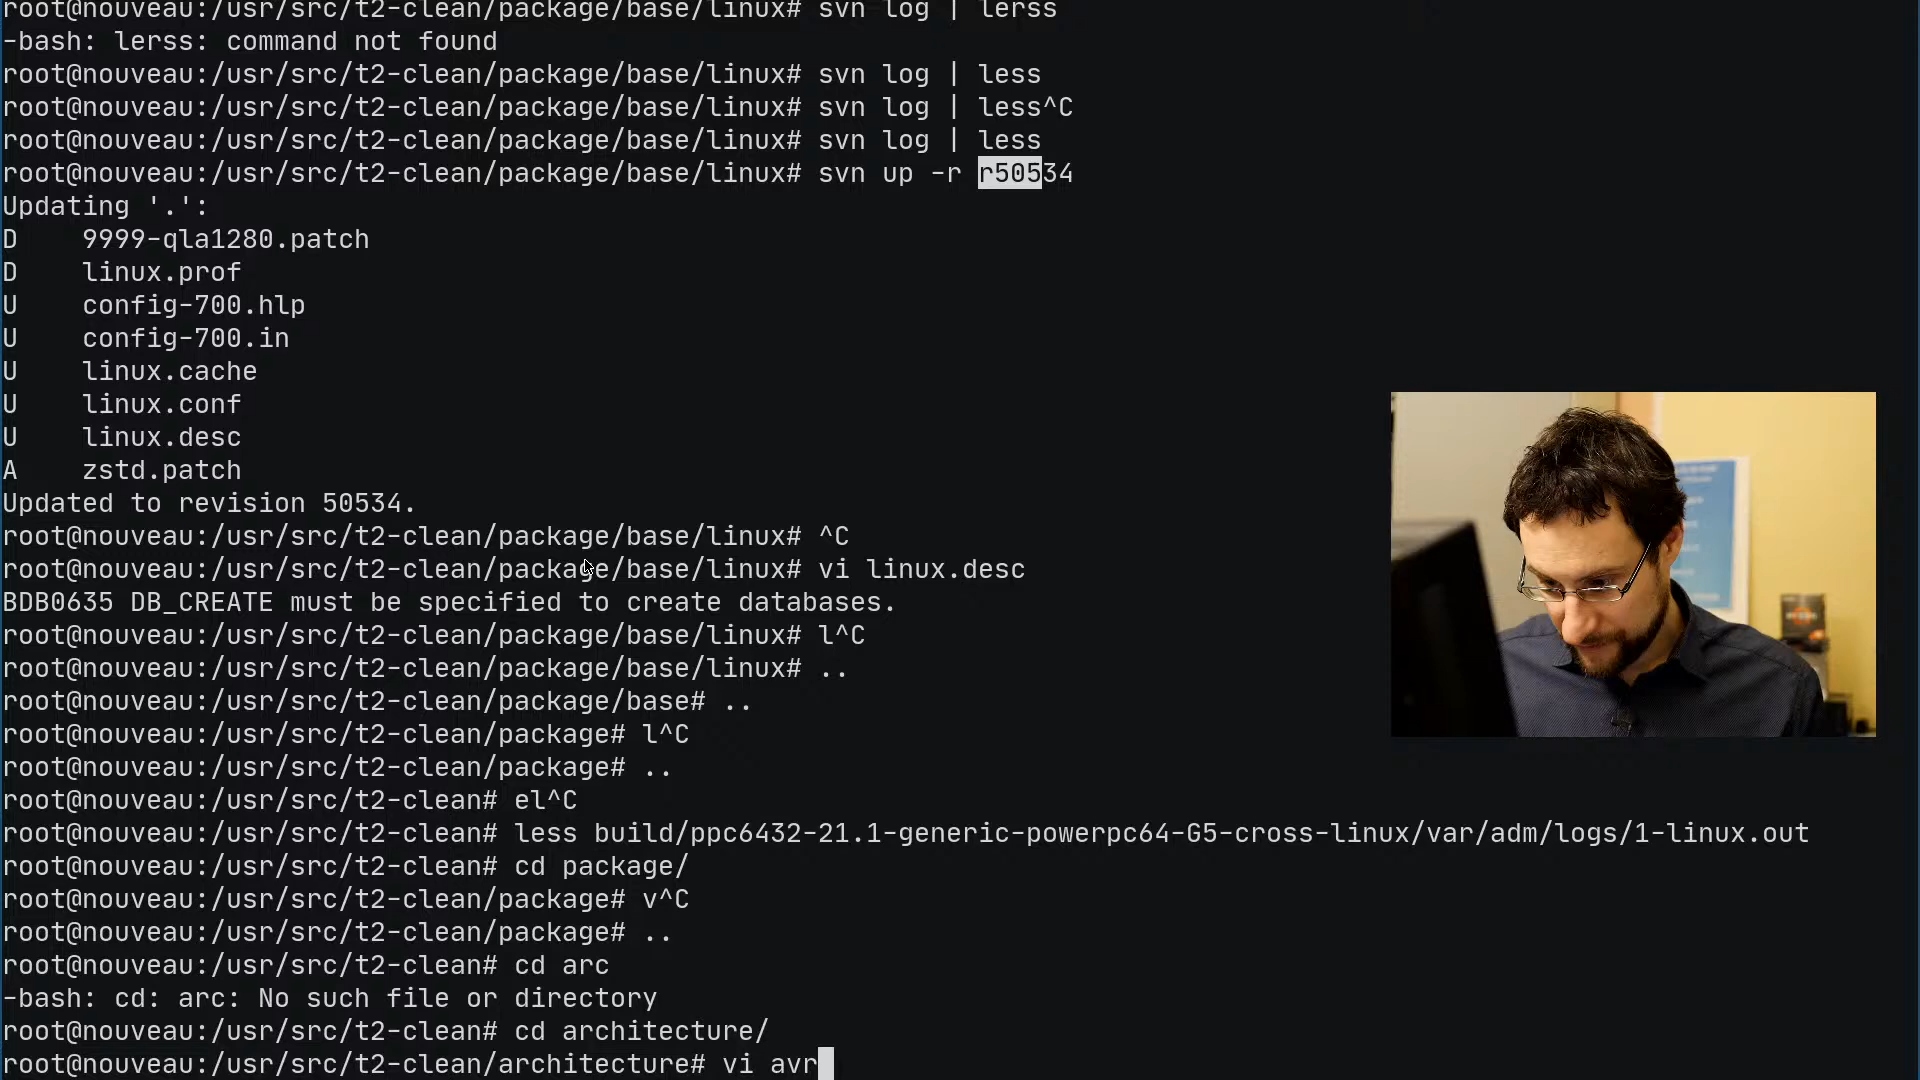 root@nouveau:/usr/src/t2-clean/package/base/linux# svn log | lerss
-bash: lerss: command not found
root@nouveau:/usr/src/t2-clean/package/base/linux# svn log | less
root@nouveau:/usr/src/t2-clean/package/base/linux# svn log | less^C
root@nouveau:/usr/src/t2-clean/package/base/linux# svn log | less
root@nouveau:/usr/src/t2-clean/package/base/linux# svn up -r r50534
Updating '.':
D    9999-qla1280.patch
D    linux.prof
U    config-700.hlp
U    config-700.in
U    linux.cache
U    linux.conf
U    linux.desc
A    zstd.patch
Updated to revision 50534.
root@nouveau:/usr/src/t2-clean/package/base/linux# ^C
root@nouveau:/usr/src/t2-clean/package/base/linux# vi linux.desc
BDB0635 DB_CREATE must be specified to create databases.
root@nouveau:/usr/src/t2-clean/package/base/linux# l^C
root@nouveau:/usr/src/t2-clean/package/base/linux# ..
root@nouveau:/usr/src/t2-clean/package/base# ..
root@nouveau:/usr/src/t2-clean/package# l^C
root@nouveau:/usr/src/t2-clean/package# ..
root@nouveau:/usr/src/t2-clean# el^C
root@nouveau:/usr/src/t2-clean# less build/ppc6432-21.1-generic-powerpc64-G5-cross-linux/var/adm/logs/1-linux.out
root@nouveau:/usr/src/t2-clean# cd package/
root@nouveau:/usr/src/t2-clean/package# v^C
root@nouveau:/usr/src/t2-clean/package# ..
root@nouveau:/usr/src/t2-clean# cd arc
-bash: cd: arc: No such file or directory
root@nouveau:/usr/src/t2-clean# cd architecture/
root@nouveau:/usr/src/t2-clean/architecture# vi avr